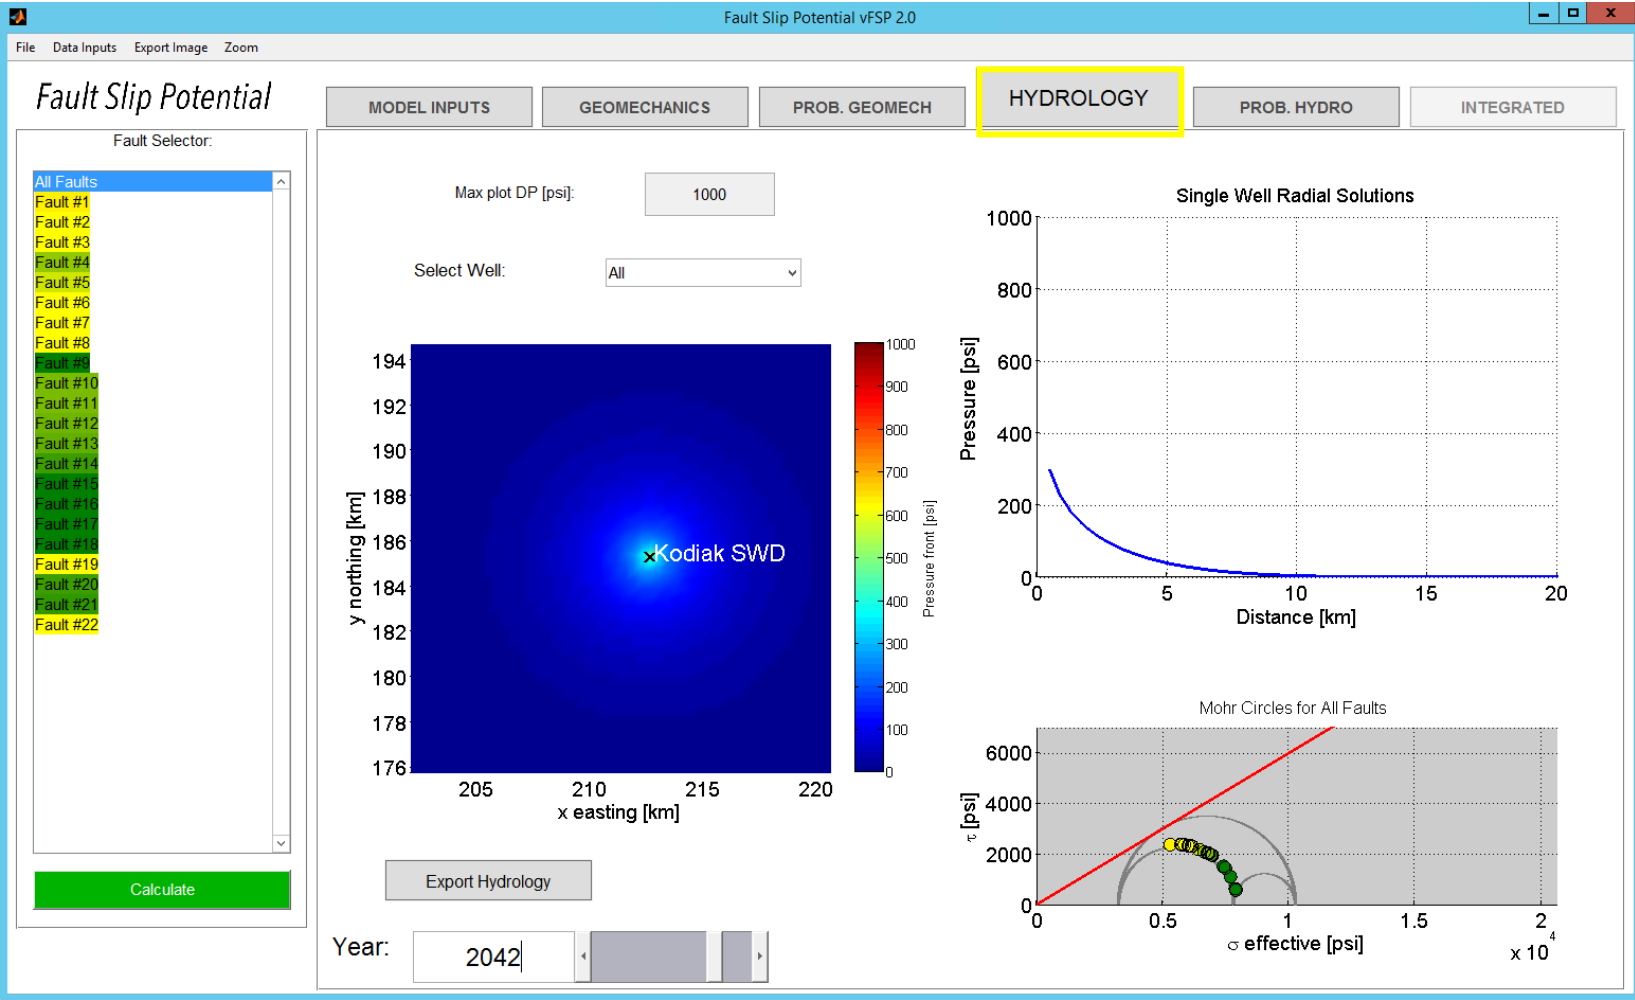 Fault Slip Potential vFSP 2.0
File Data Inputs Export Image Zoom
Fault Slip Potential
MODEL INPUTS GEOMECHANICS PROB. GEOMECH HYDROLOGY PROB. HYDRO INTEGRATED
Fault Selector:
All Faults
Fault #1
Fault #2
Fault #3
Fault #4
Fault #5
Fault #6
Fault #7
Fault #8
Fault #9
Fault #10
Fault #11
Fault #12
Fault #13
Fault #14
Fault #15
Fault #16
Fault #17
Fault #18
Fault #19
Fault #20
Fault #21
Fault #22
Calculate
Max plot DP [psi]: 1000
Select Well: All
194
192
190
188
186
184
182
180
178
176
y northing [km]
Kodiak SWD
205 210 215 220
x easting [km]
1000
900
800
700
600
500
400
300
200
100
0
Pressure front [psi]
Export Hydrology
Year: 2042
Single Well Radial Solutions
1000
800
600
400
200
0
Pressure [psi]
0 5 10 15 20
Distance [km]
Mohr Circles for All Faults
6000
4000
2000
0
τ [psi]
0 0.5 1 1.5 2
σ effective [psi]
x 10^4